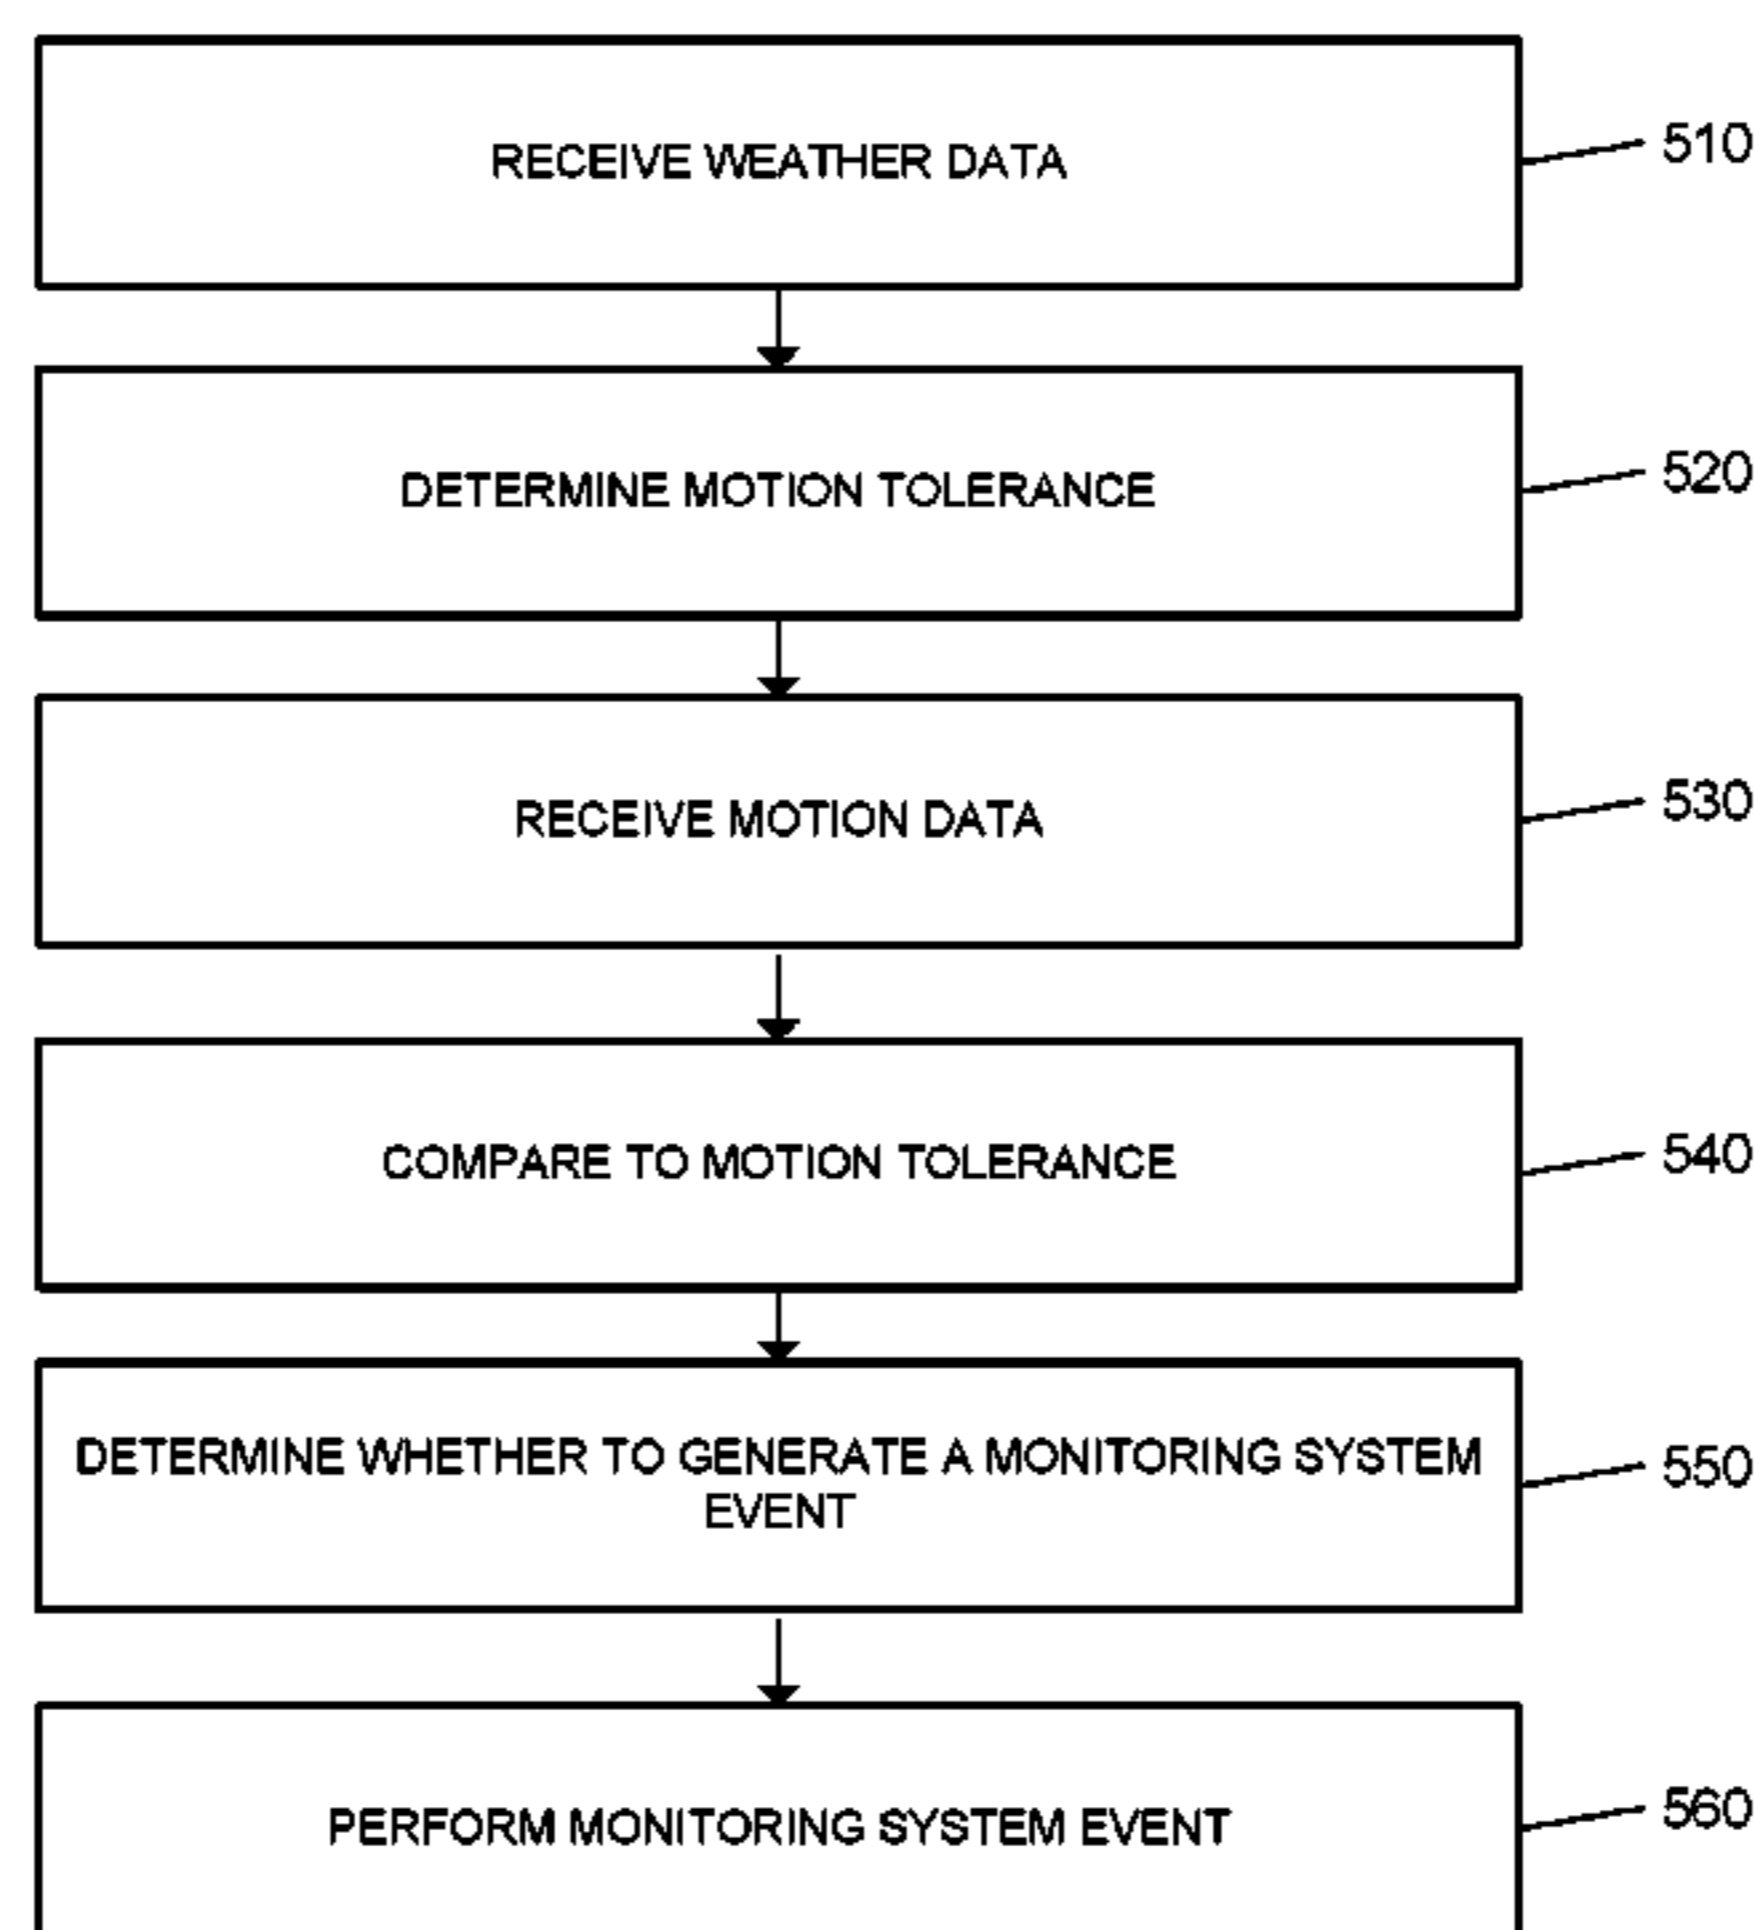 RECEIVE WEATHER DATA
510
DETERMINE MOTION TOLERANCE
520
RECEIVE MOTION DATA
530
COMPARE TO MOTION TOLERANCE
540
DETERMINE WHETHER TO GENERATE A MONITORING SYSTEM
EVENT
550
PERFORM MONITORING SYSTEM EVENT
560